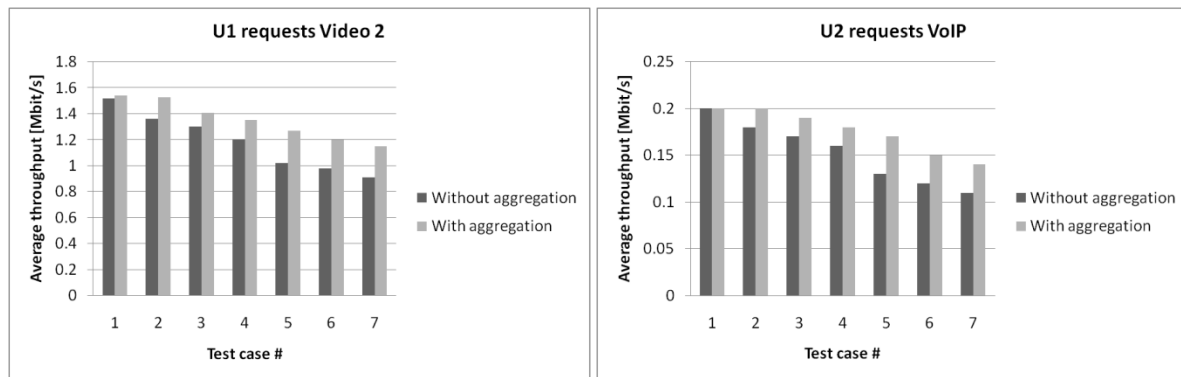 U1 requests Video 2
Average throughput [Mbit/s]
1.8
1.6
1.4
1.2
1
0.8
0.6
0.4
0.2
0
1 2 3 4 5 6 7
Test case #
Without aggregation
With aggregation
U2 requests VoIP
Average throughput [Mbit/s]
0.25
0.2
0.15
0.1
0.05
0
1 2 3 4 5 6 7
Test case #
Without aggregation
With aggregation